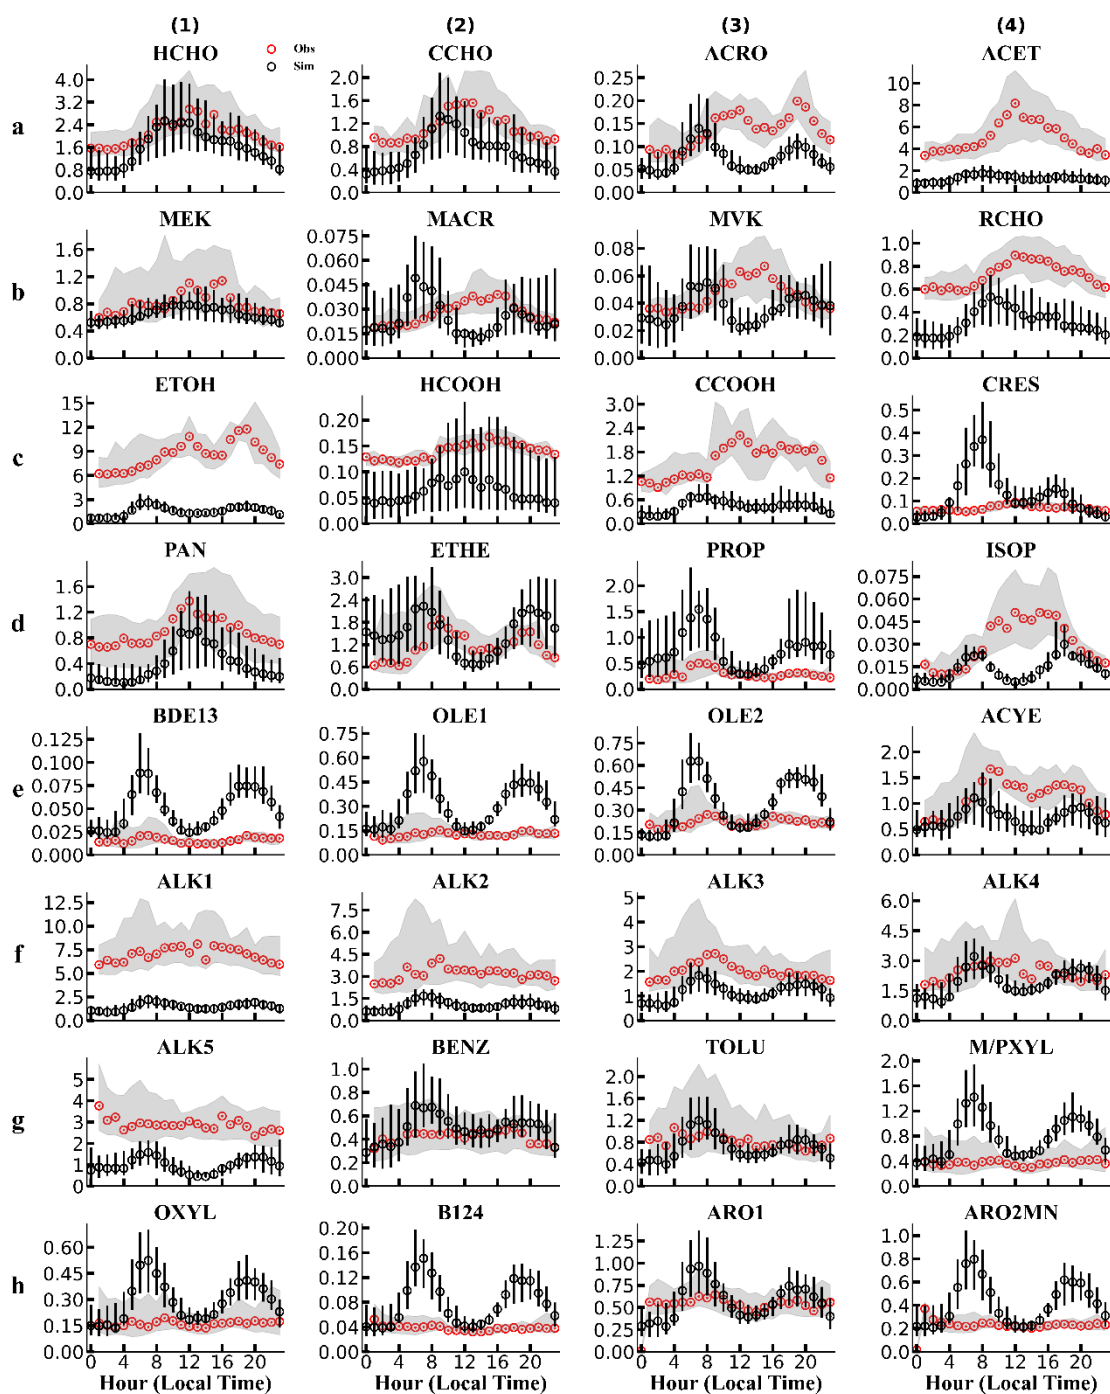 (1) (2) (3) (4)
HCHO Obs Sim CCHO ACRO ACET
a
4.0 3.2 2.4 1.6 0.8 0.0
2.0 1.6 1.2 0.8 0.4 0.0
0.25 0.20 0.15 0.10 0.05 0.00
10 8 6 4 2 0
MEK MACR MVK RCHO
b
1.6 1.2 0.8 0.4 0.0
0.075 0.060 0.045 0.030 0.015 0.000
0.08 0.06 0.04 0.02 0.00
1.0 0.8 0.6 0.4 0.2 0.0
ETOH HCOOH CCOOH CRES
c
15 12 9 6 3 0
0.20 0.15 0.10 0.05 0.00
3.0 2.4 1.8 1.2 0.6 0.0
0.5 0.4 0.3 0.2 0.1 0.0
PAN ETHE PROP ISOP
d
1.6 1.2 0.8 0.4 0.0
3.0 2.4 1.8 1.2 0.6 0.0
2.0 1.5 1.0 0.5 0.0
0.075 0.060 0.045 0.030 0.015 0.000
BDE13 OLE1 OLE2 ACYE
e
0.125 0.100 0.075 0.050 0.025 0.000
0.75 0.60 0.45 0.30 0.15 0.00
0.75 0.60 0.45 0.30 0.15 0.00
2.0 1.5 1.0 0.5 0.0
ALK1 ALK2 ALK3 ALK4
f
12.5 10.0 7.5 5.0 2.5 0.0
7.5 6.0 4.5 3.0 1.5 0.0
5 4 3 2 1 0
6.0 4.5 3.0 1.5 0.0
ALK5 BENZ TOLU M/PXYL
g
5 4 3 2 1 0
1.0 0.8 0.6 0.4 0.2 0.0
2.0 1.6 1.2 0.8 0.4 0.0
2.0 1.6 1.2 0.8 0.4 0.0
OXYL B124 ARO1 ARO2MN
h
0.60 0.45 0.30 0.15 0.00
0.20 0.16 0.12 0.08 0.04 0.00
1.25 1.00 0.75 0.50 0.25 0.00
1.0 0.8 0.6 0.4 0.2 0.0
0 4 8 12 16 20 0 4 8 12 16 20 0 4 8 12 16 20 0 4 8 12 16 20
Hour (Local Time) Hour (Local Time) Hour (Local Time) Hour (Local Time)